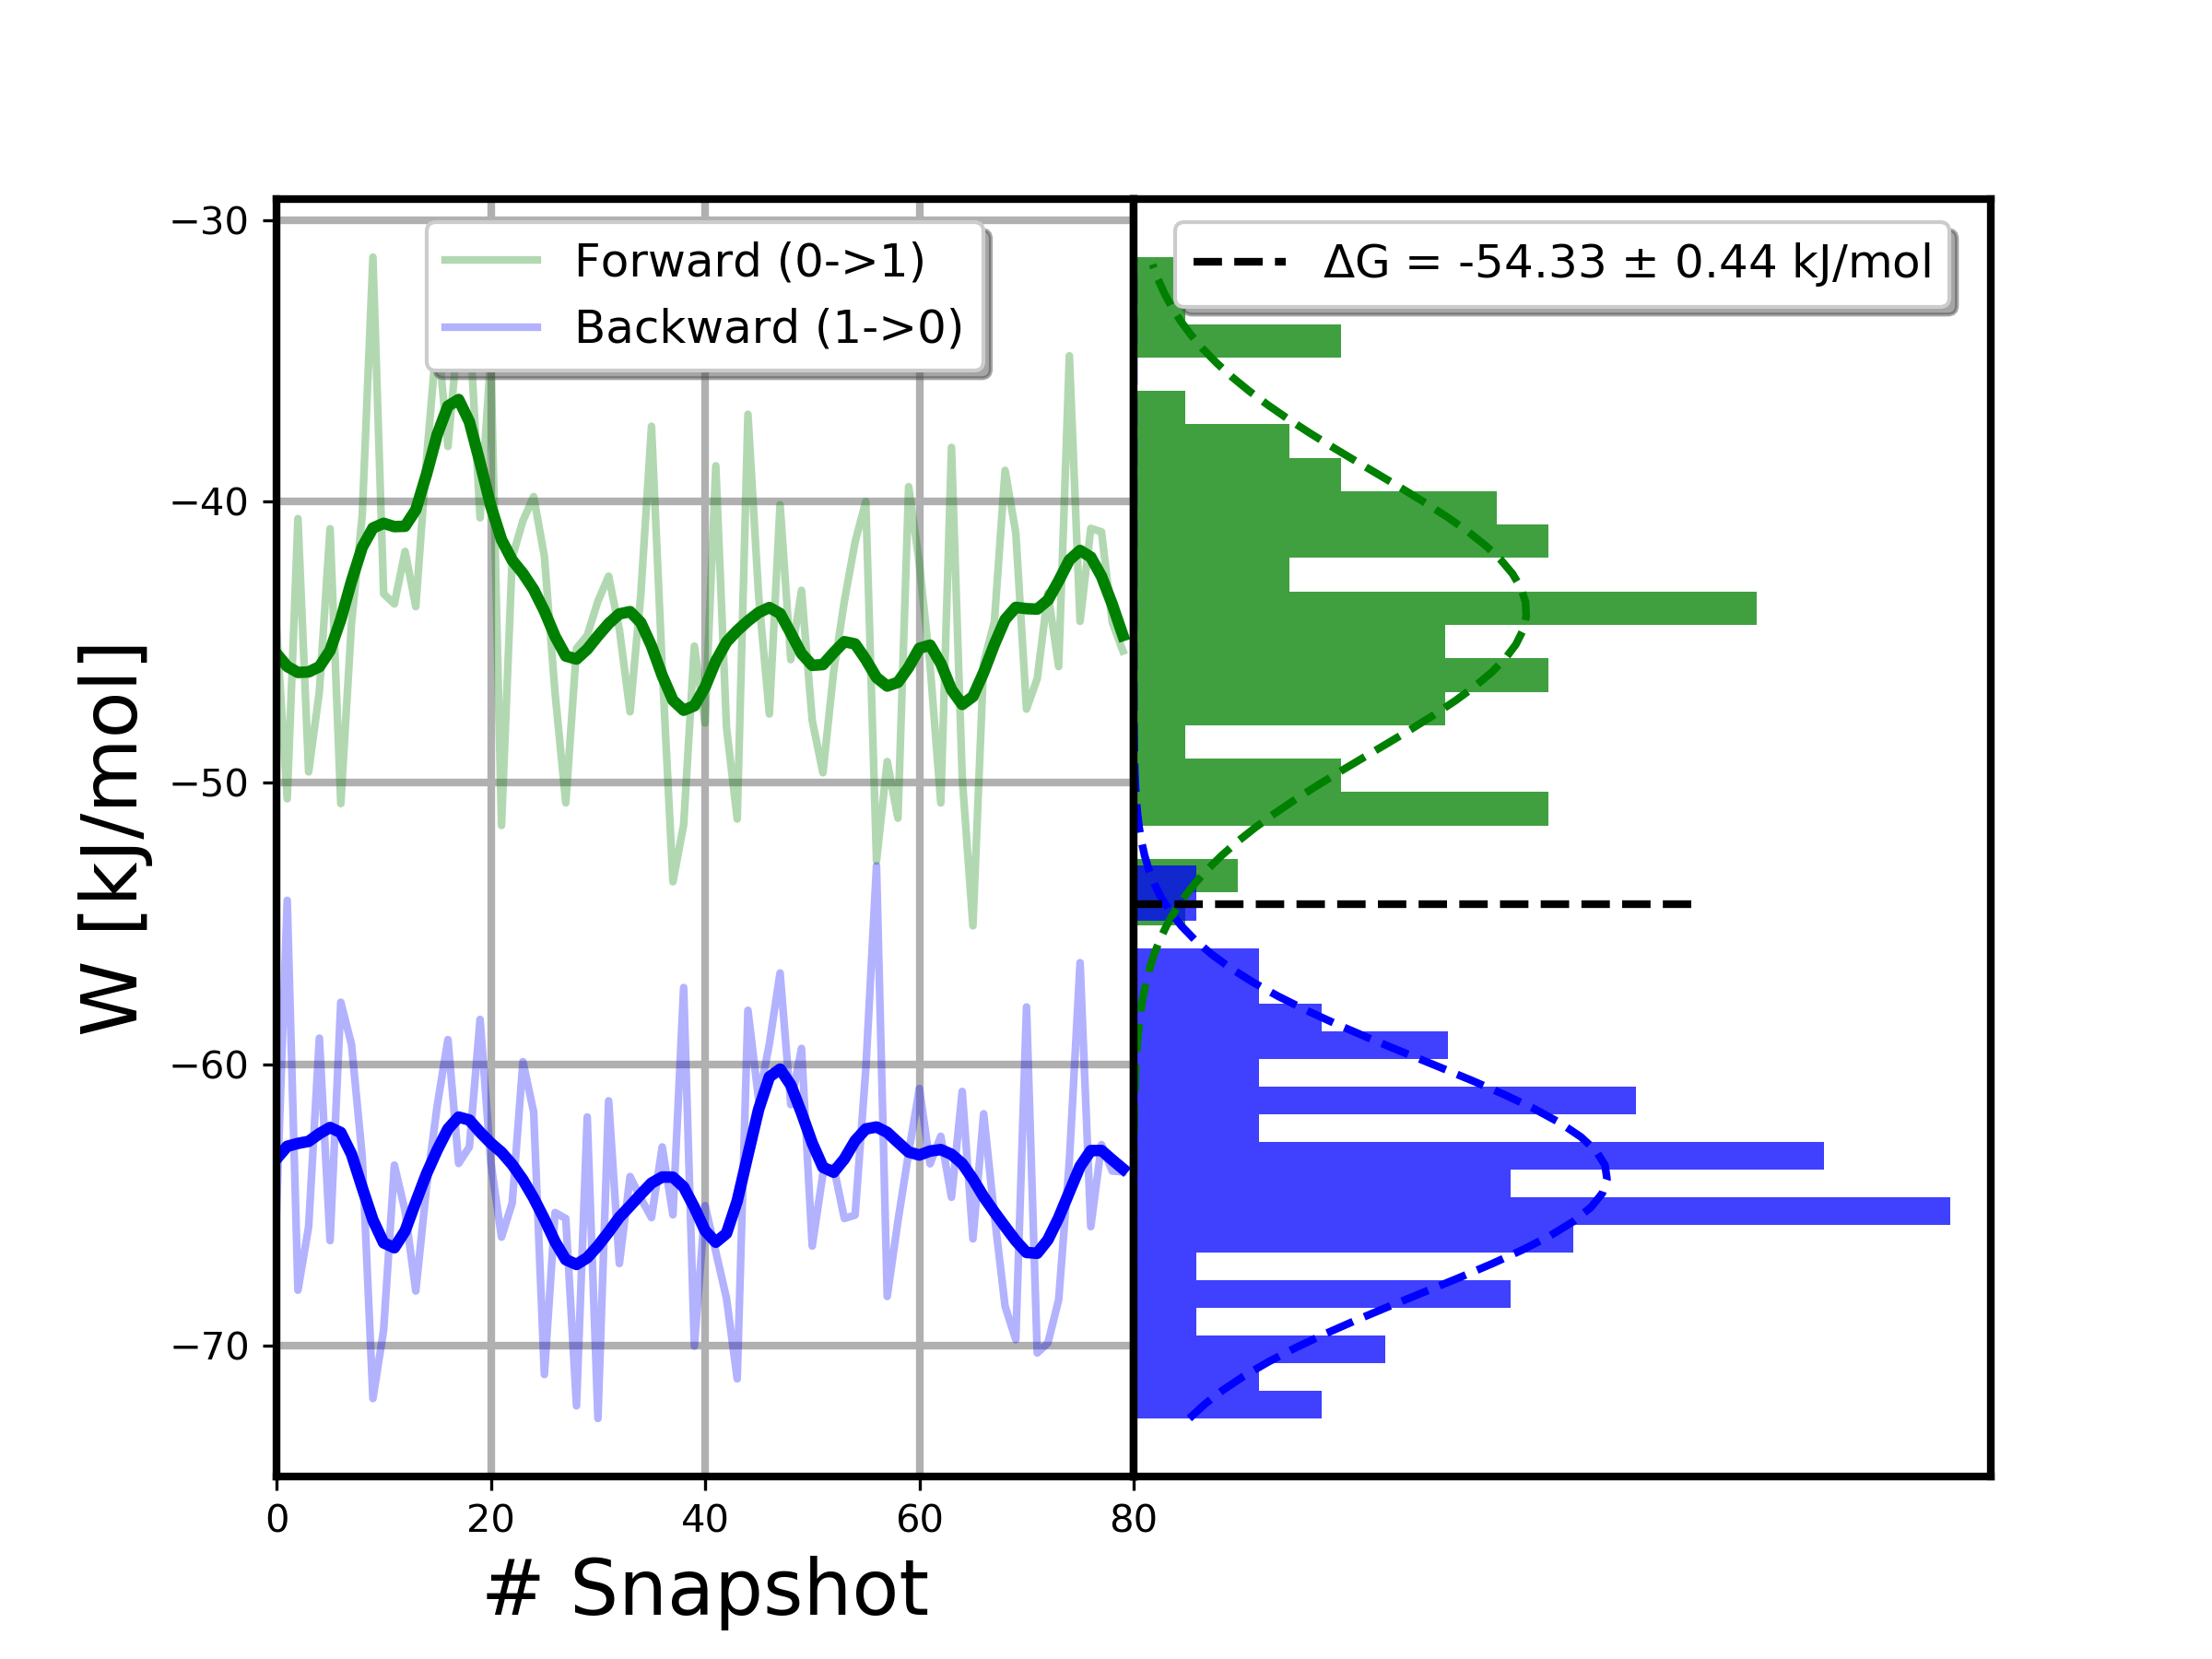 Forward (0->1)
Backward (1->0)
ΔG = -54.33 ± 0.44 kJ/mol
W [kJ/mol]
−30
−40
−50
−60
−70
0 20 40 60 80
# Snapshot